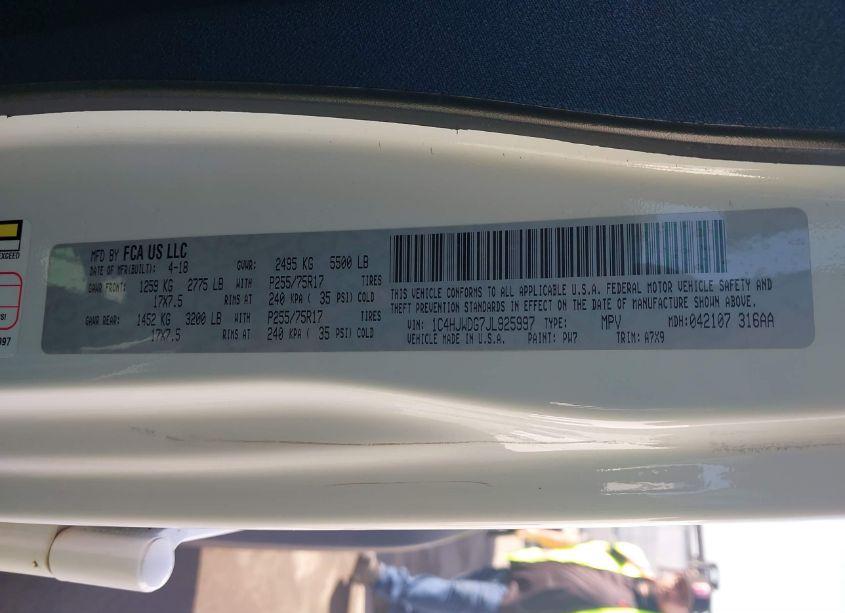 EXCEED
SI
997
MFD BY FCA US LLC
DATE OF MFR(BUILT): 4-18 GVWR: 2495 KG 5500 LB
GAWR FRONT: 1259 KG 2775 LB WITH P255/75R17 TIRES
17X7.5 RIMS AT 240 KPA ( 35 PSI) COLD
GAWR REAR: 1452 KG 3200 LB WITH P255/75R17 TIRES
17X7.5 RIMS AT 240 KPA ( 35 PSI) COLD
THIS VEHICLE CONFORMS TO ALL APPLICABLE U.S.A. FEDERAL MOTOR VEHICLE SAFETY AND
THEFT PREVENTION STANDARDS IN EFFECT ON THE DATE OF MANUFACTURE SHOWN ABOVE.
VIN: 1C4HJWDG7JL925997 TYPE: MPV MDH:042107 316AA
VEHICLE MADE IN U.S.A. PAINT: PW7 TRIM: A7X9